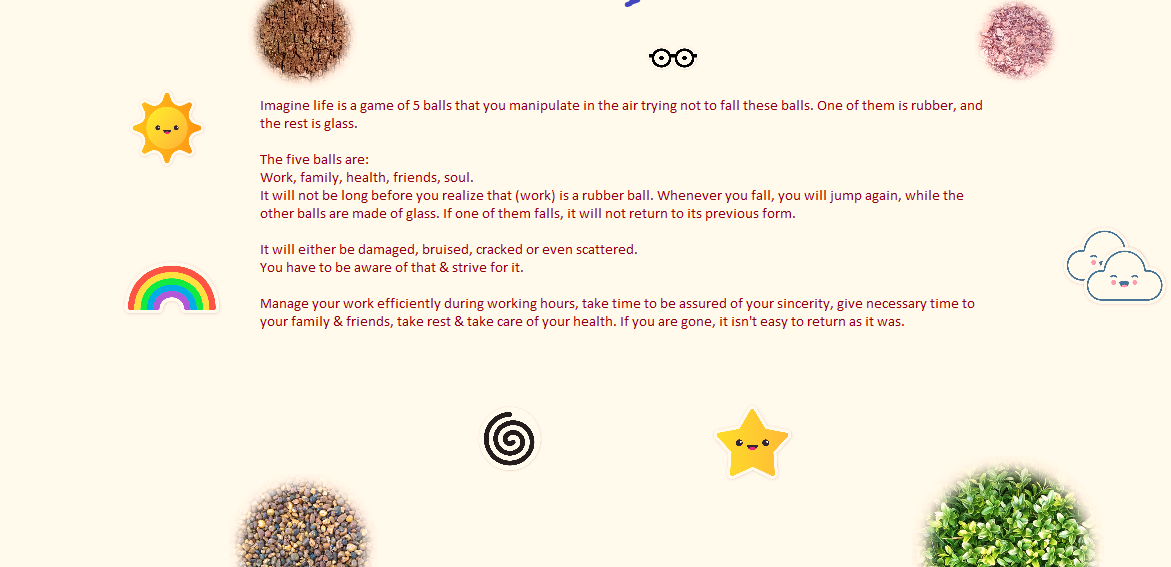 Imagine life is a game of 5 balls that you manipulate in the air trying not to fall these balls. One of them is rubber, and
the rest is glass.
The five balls are:
Work, family, health, friends, soul.
It will not be long before you realize that (work) is a rubber ball. Whenever you fall, you will jump again, while the
other balls are made of glass. If one of them falls, it will not return to its previous form.
It will either be damaged, bruised, cracked or even scattered.
You have to be aware of that & strive for it.
Manage your work efficiently during working hours, take time to be assured of your sincerity, give necessary time to
your family & friends, take rest & take care of your health. If you are gone, it isn't easy to return as it was.